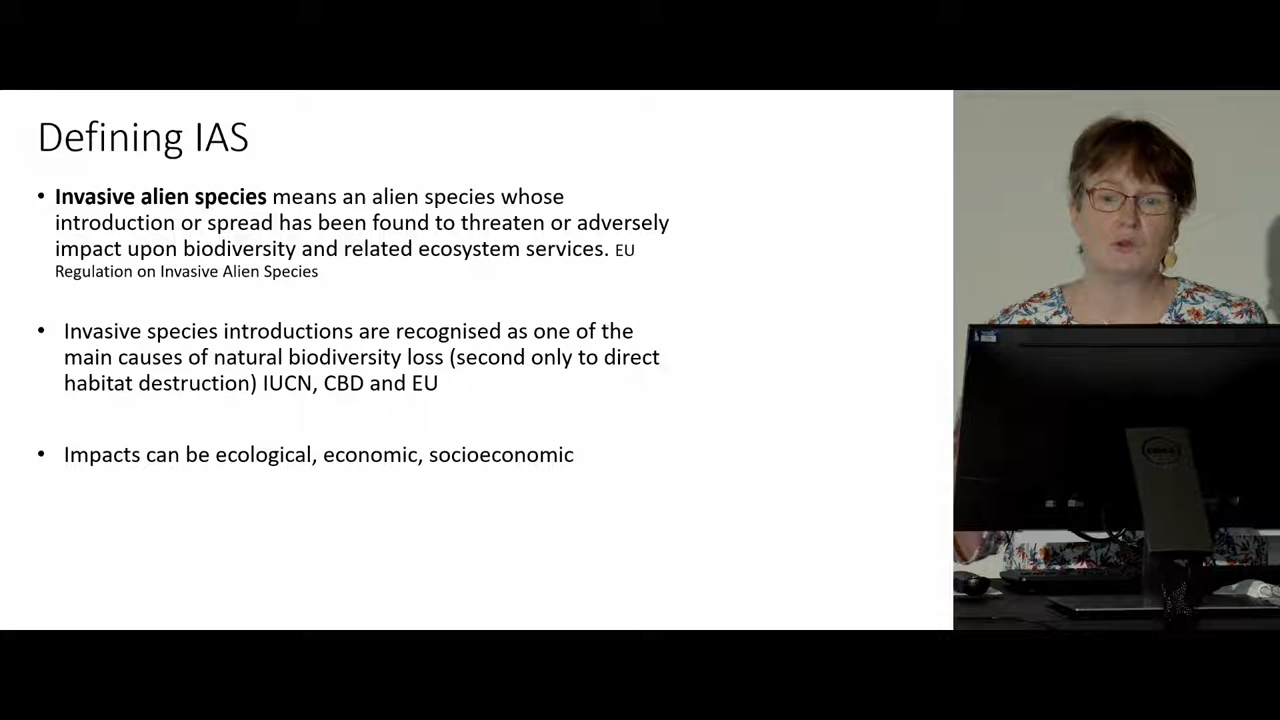 Defining IAS
• Invasive alien species means an alien species whose
introduction or spread has been found to threaten or adversely
impact upon biodiversity and related ecosystem services. EU
Regulation on Invasive Alien Species
• Invasive species introductions are recognised as one of the
main causes of natural biodiversity loss (second only to direct
habitat destruction) IUCN, CBD and EU
• Impacts can be ecological, economic, socioeconomic
DELL